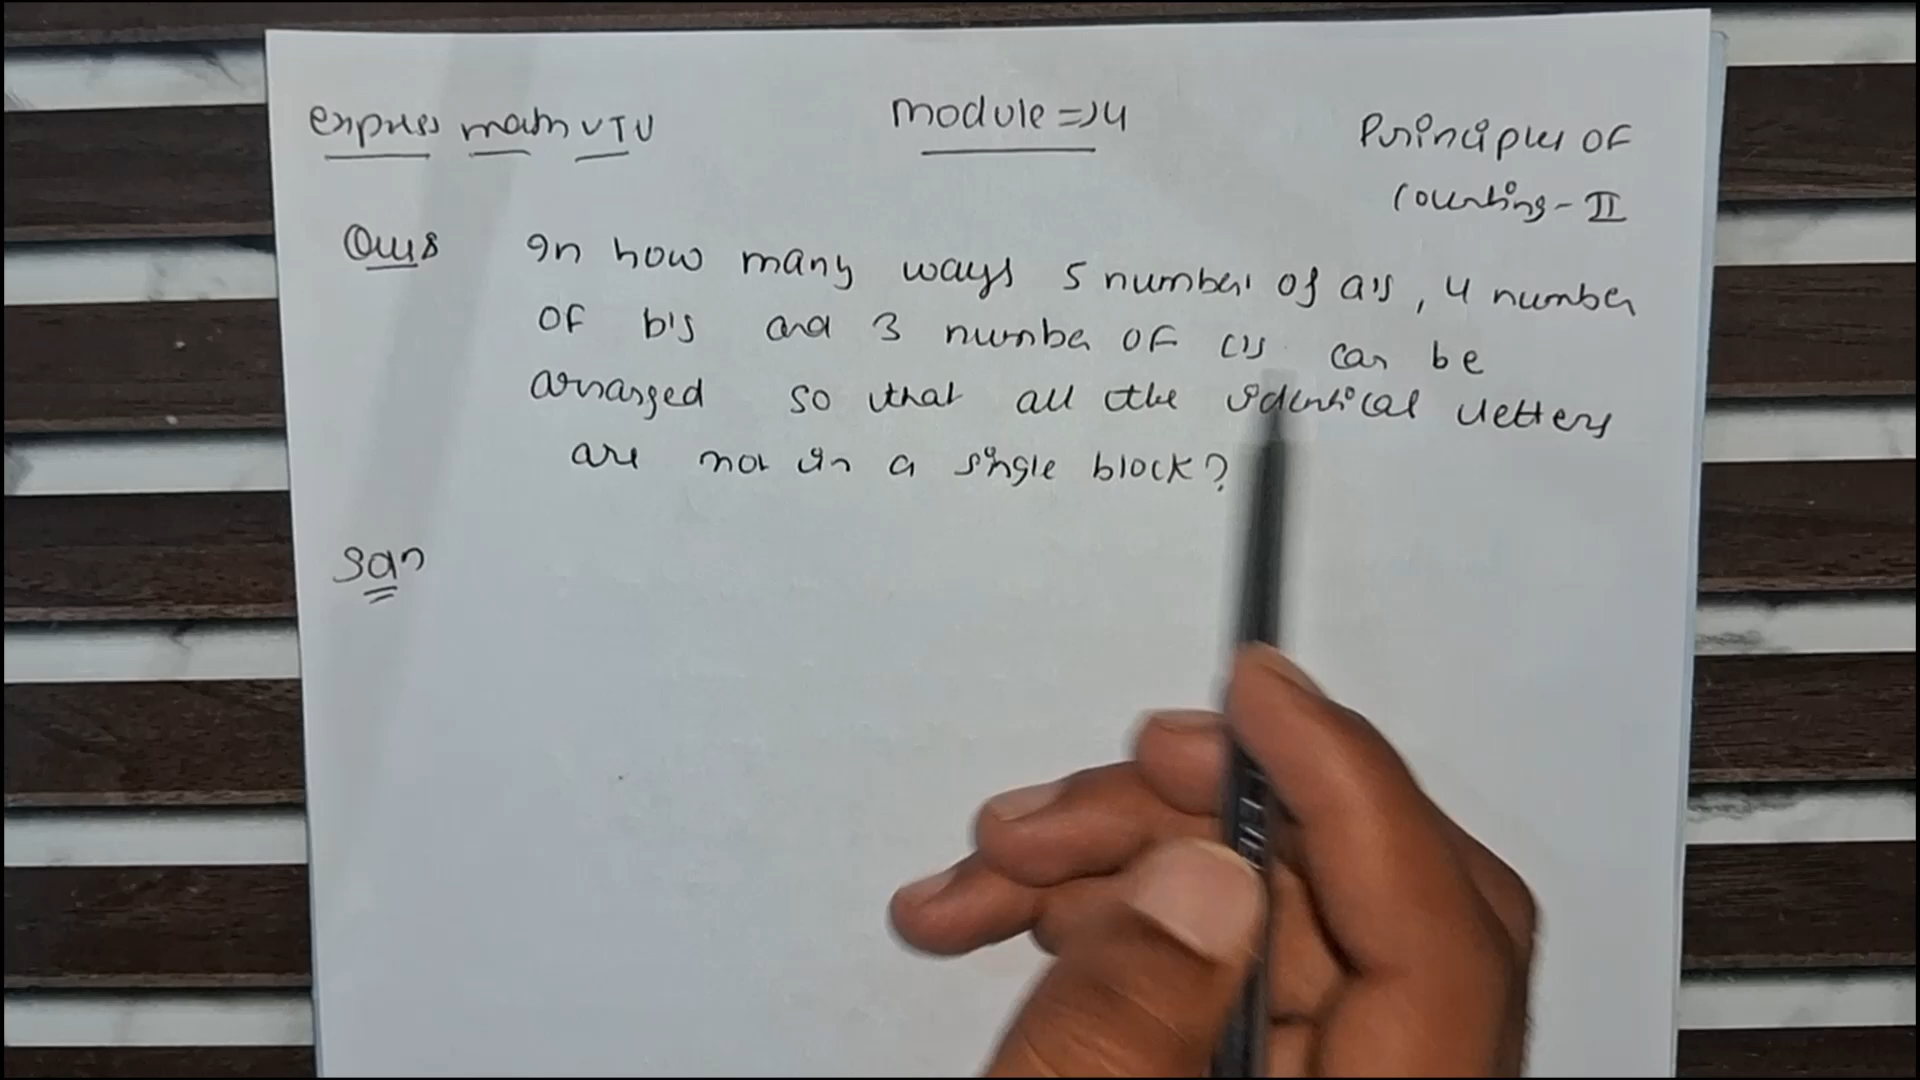 express math VTU
module => 4
Principles OF
Counting - II
Ques In how many ways 5 number of a's, 4 number
OF b's and 3 number OF c's can be
arranged so that all the identical letters
are not in a single block?
Soln